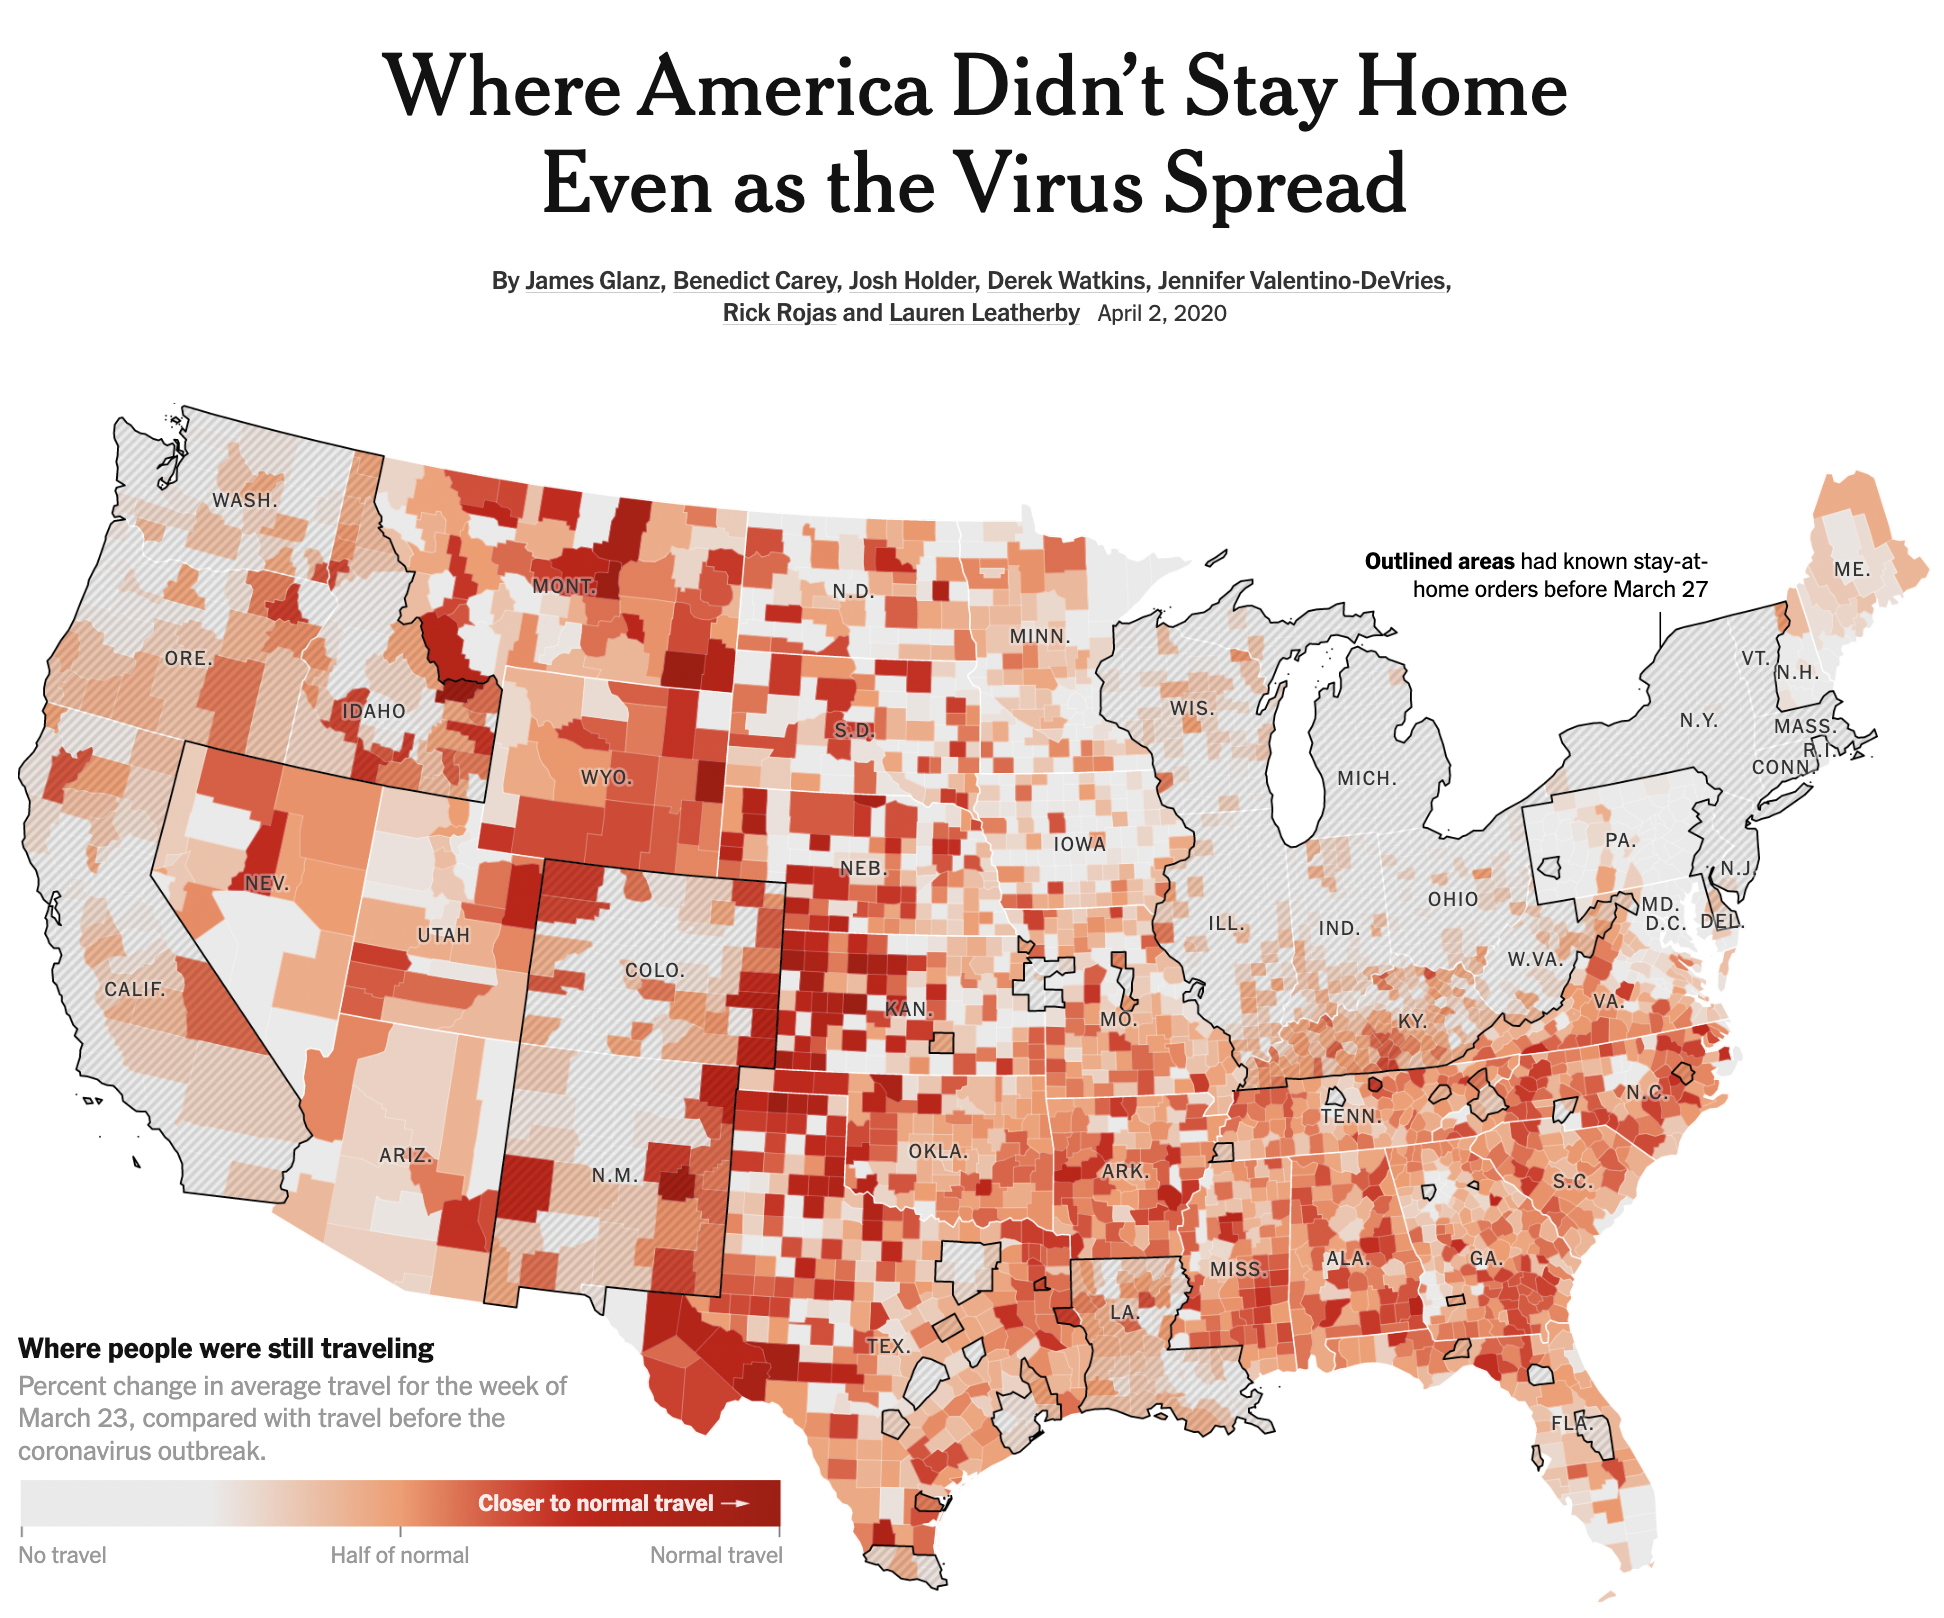 Where America Didn’t Stay Home
Even as the Virus Spread
By James Glanz, Benedict Carey, Josh Holder, Derek Watkins, Jennifer Valentino-DeVries,
Rick Rojas and Lauren Leatherby April 2, 2020
Outlined areas had known stay-at-
home orders before March 27
WASH.
MONT.
N.D.
MINN.
ME.
ORE.
IDAHO
WYO.
S.D.
WIS.
MICH.
VT.
N.H.
N.Y.
MASS.
R.I.
CONN.
NEV.
UTAH
NEB.
IOWA
ILL.
IND.
OHIO
PA.
N.J.
MD.
D.C.
DEL.
W.VA.
CALIF.
COLO.
KAN.
MO.
KY.
VA.
ARIZ.
N.M.
OKLA.
ARK.
TENN.
N.C.
S.C.
TEX.
LA.
MISS.
ALA.
GA.
FLA.
Where people were still traveling
Percent change in average travel for the week of
March 23, compared with travel before the
coronavirus outbreak.
Closer to normal travel →
No travel
Half of normal
Normal travel